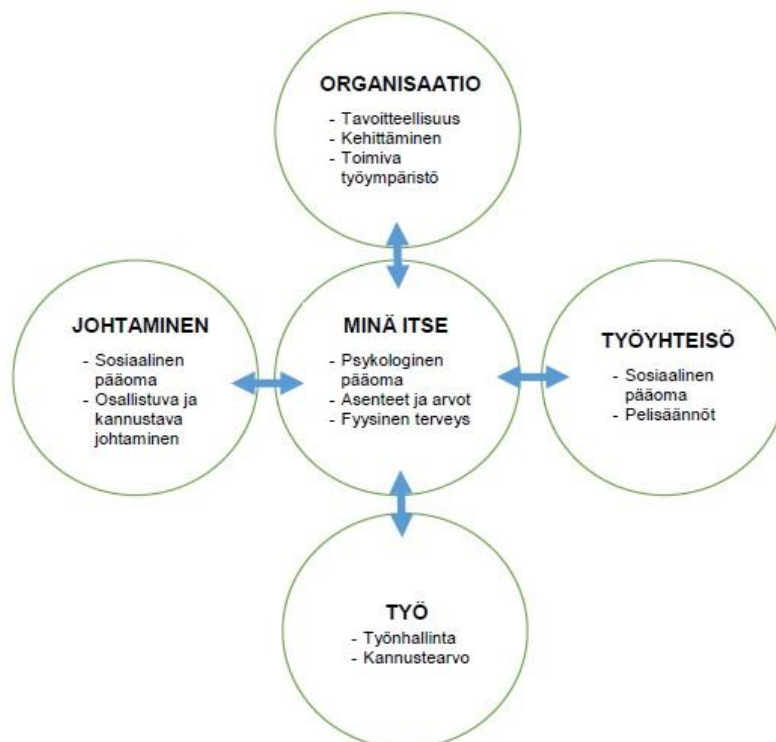 ORGANISAATIO
- Tavoitteellisuus
- Kehittäminen
- Toimiva
työympäristö
JOHTAMINEN
- Sosiaalinen
pääoma
- Osallistuva ja
kannustava
johtaminen
MINÄ ITSE
- Psykologinen
pääoma
- Asenteet ja arvot
- Fyysinen terveys
TYÖYHTEISÖ
- Sosiaalinen
pääoma
- Pelisäännöt
TYÖ
- Työnhallinta
- Kannustearvo